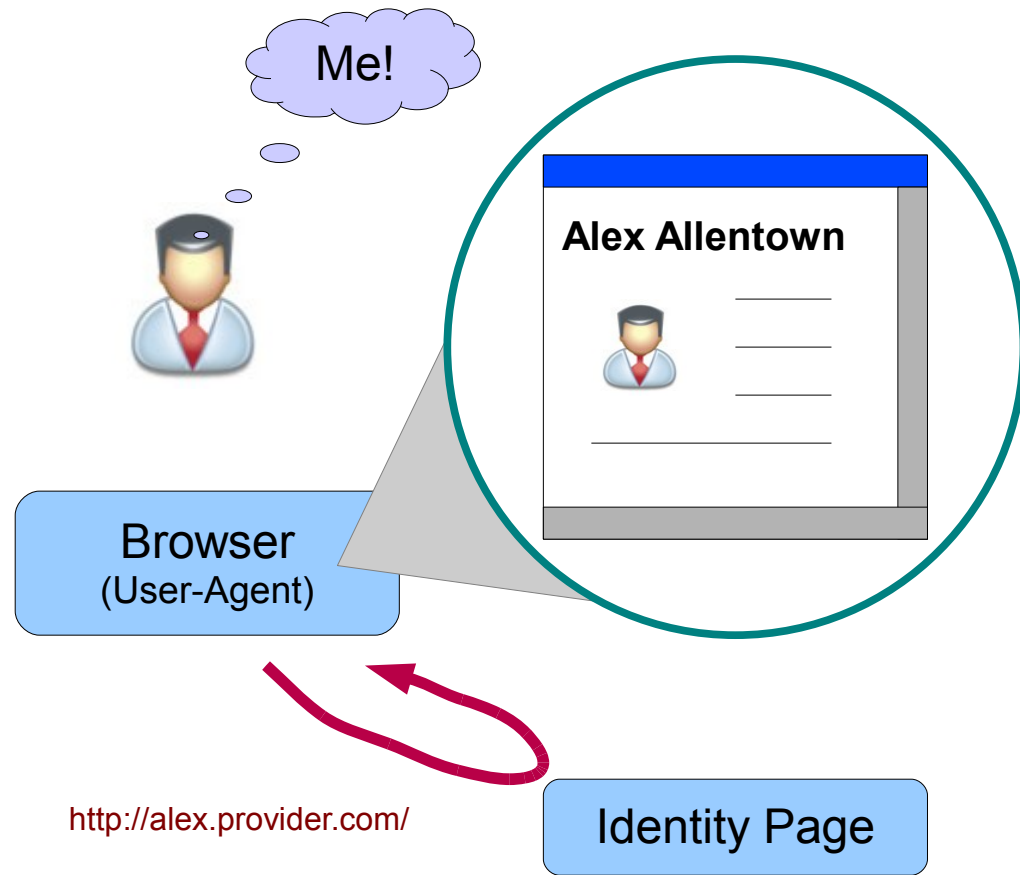 Me!
Alex Allentown
Browser
(User-Agent)
http://alex.provider.com/
Identity Page